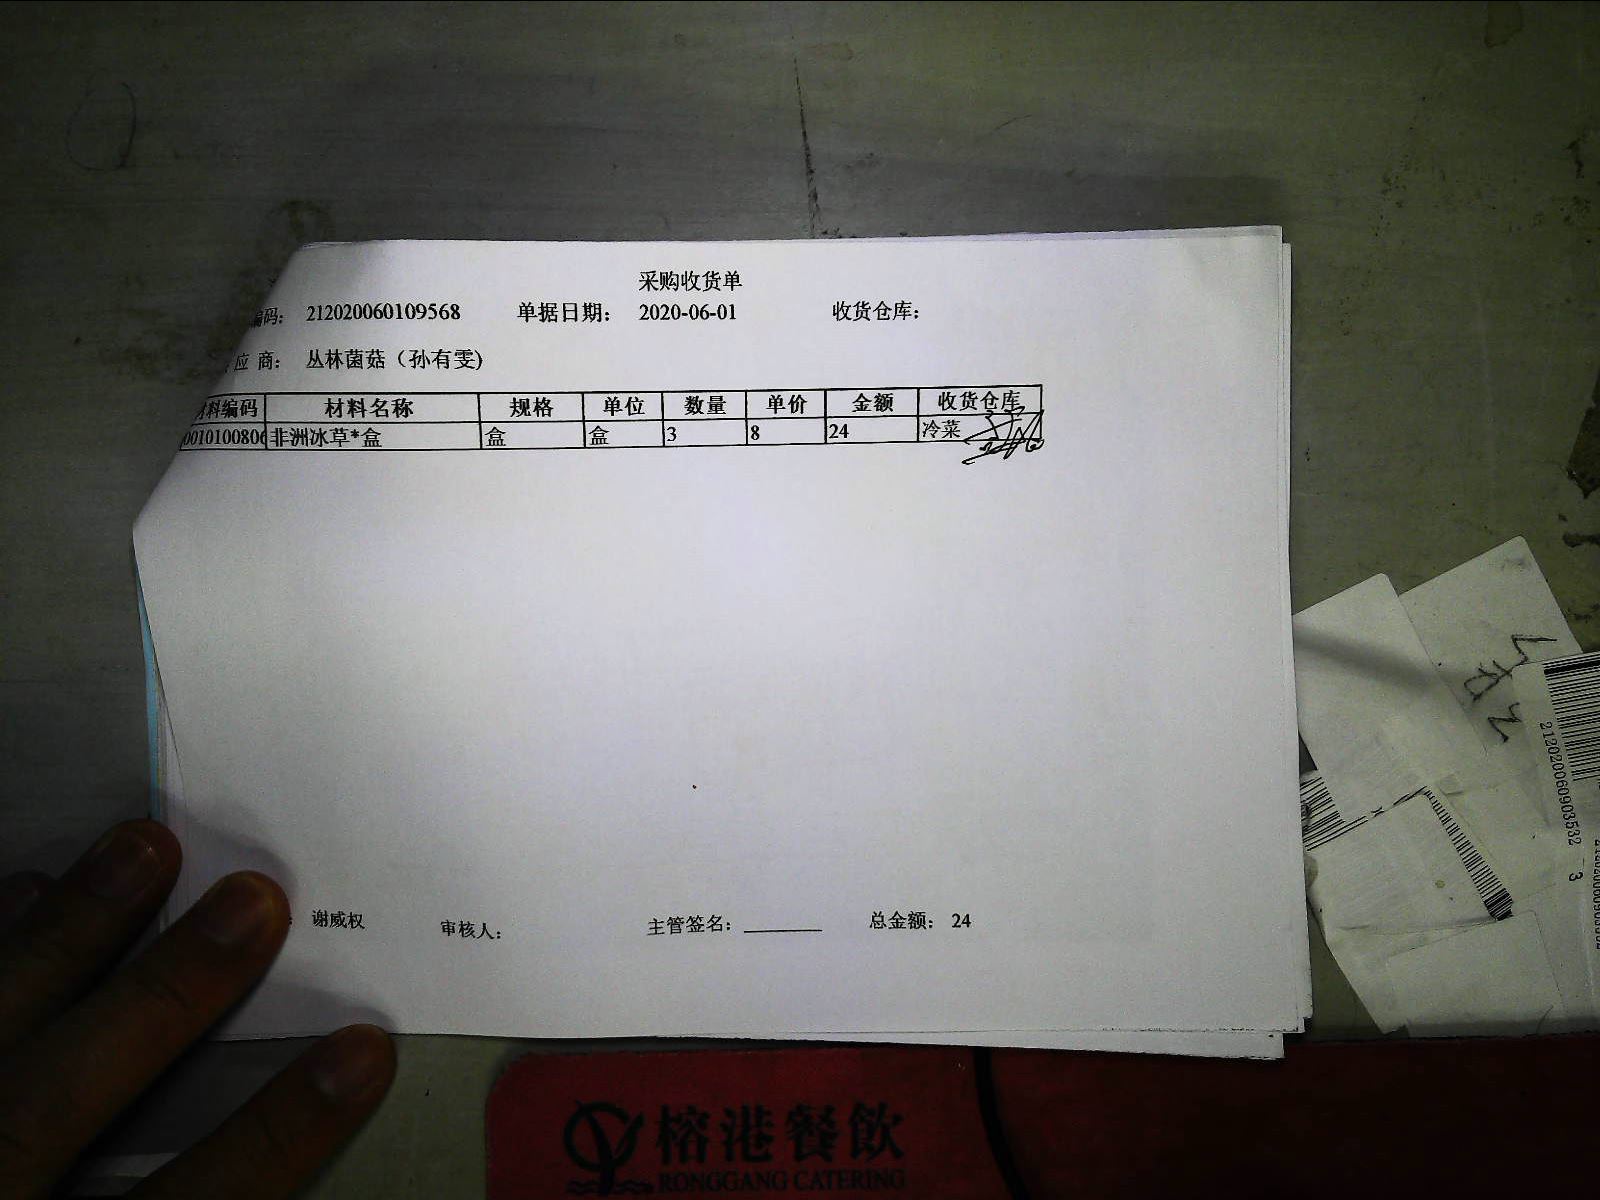 采购收货单
编码： 212020060109568 单据日期： 2020-06-01 收货仓库：
应 商： 丛林菌菇（孙有雯)
材料编码 材料名称 规格 单位 数量 单价 金额 收货仓库
0010100806 非洲冰草*盒 盒 盒 3 8 24 冷菜
： 谢威权 审核人： 主管签名： 总金额： 24
212020060903532 3
榕港餐飲
RONGGANG CATERING